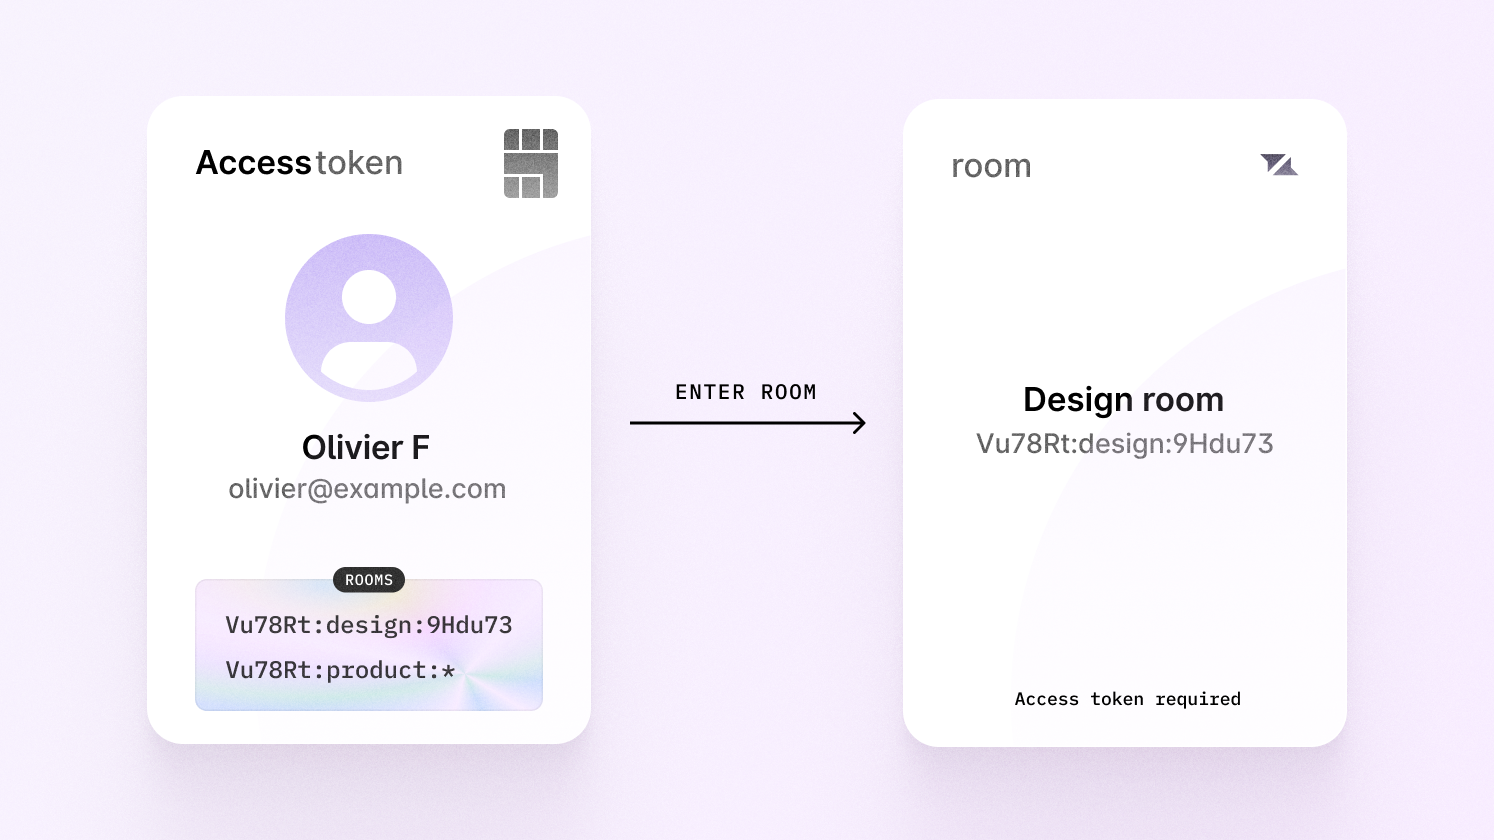 Access token
Olivier F
olivier@example.com
ROOMS
Vu78Rt:design:9Hdu73
Vu78Rt:product:*
ENTER ROOM
room
Design room
Vu78Rt:design:9Hdu73
Access token required